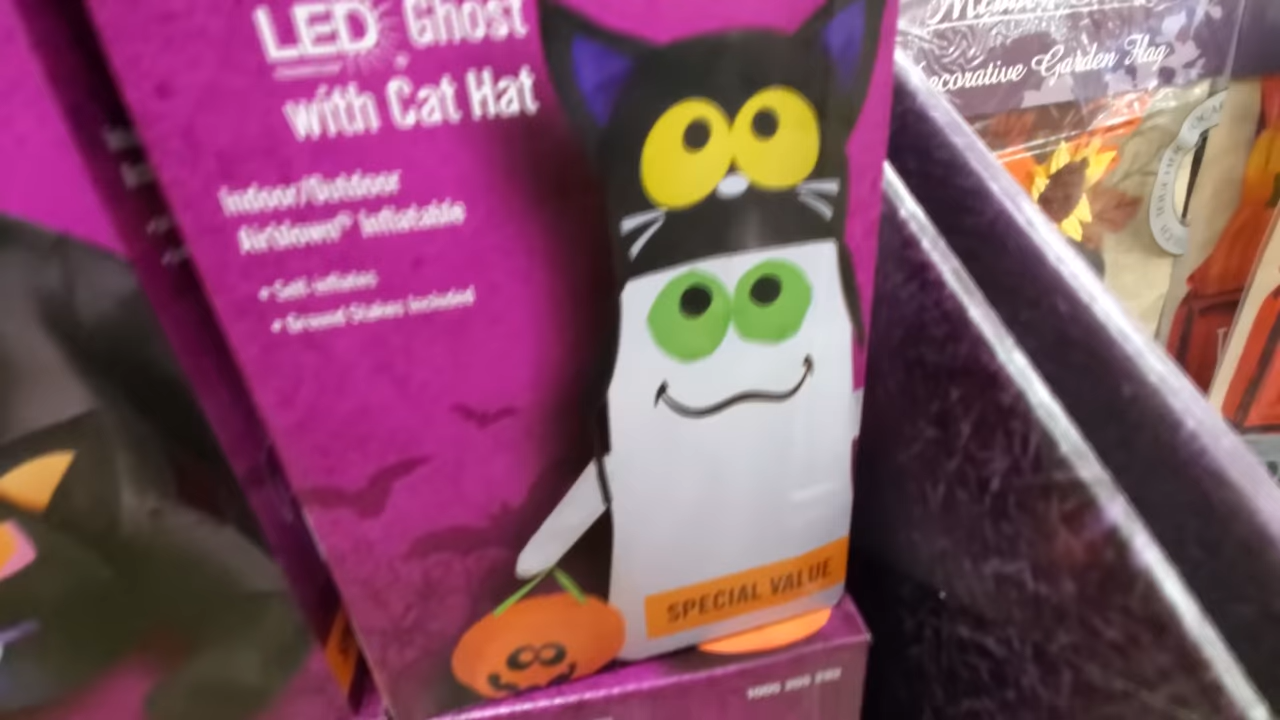 LED Ghost
with Cat Hat
Indoor/Outdoor
Airblown® Inflatable
• Self-inflates
• Ground Stakes Included
SPECIAL VALUE
Decorative Garden Flag